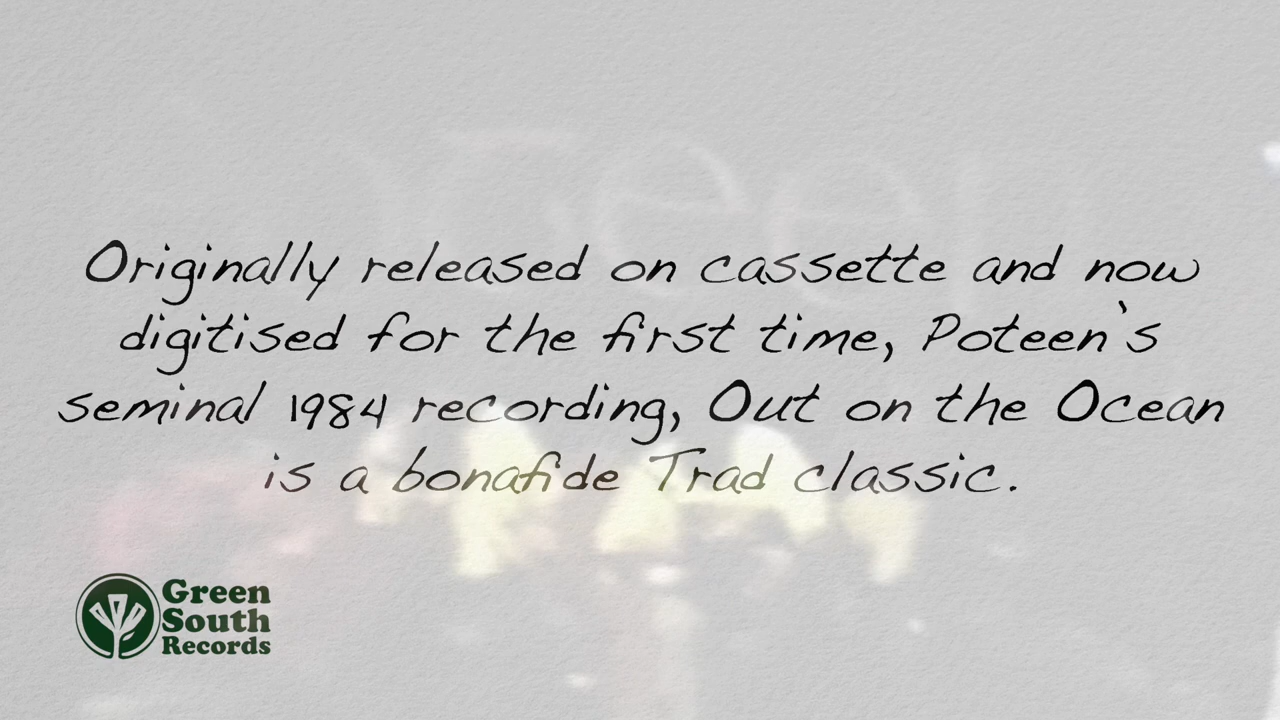 Originally released on cassette and now
digitised for the first time, Poteen's
seminal 1984 recording, Out on the Ocean
is a bonafide Trad classic.
Green
South
Records